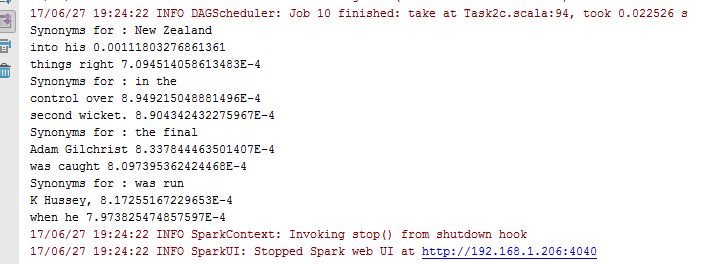 17/06/27 19:24:22 INFO DAGScheduler: Job 10 finished: take at Task2c.scala:94, took 0.022526 s
Synonyms for : New Zealand
into his 0.00111803276861361
things right 7.094514058613483E-4
Synonyms for : in the
control over 8.949215048881496E-4
second wicket. 8.904342432275967E-4
Synonyms for : the final
Adam Gilchrist 8.337844463501407E-4
was caught 8.097395362424468E-4
Synonyms for : was run
K Hussey, 8.17255167229653E-4
when he 7.973825474857597E-4
17/06/27 19:24:22 INFO SparkContext: Invoking stop() from shutdown hook
17/06/27 19:24:22 INFO SparkUI: Stopped Spark web UI at http://192.168.1.206:4040